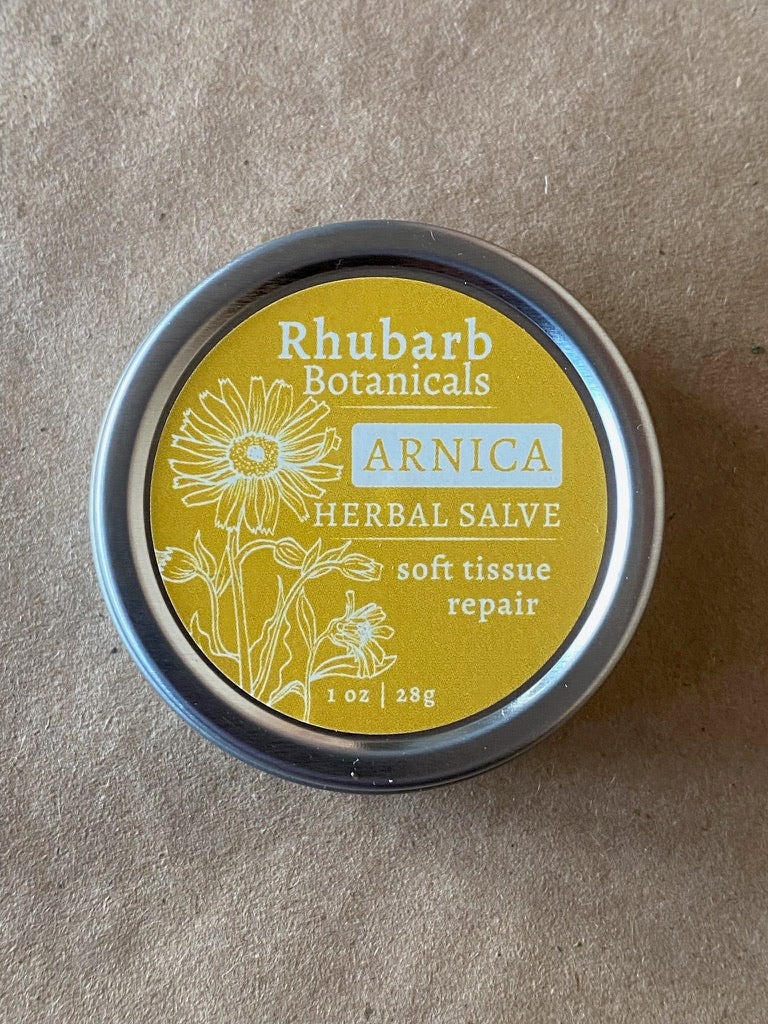 Rhubarb
Botanicals
ARNICA
HERBAL SALVE
soft tissue
repair
1 oz | 28g